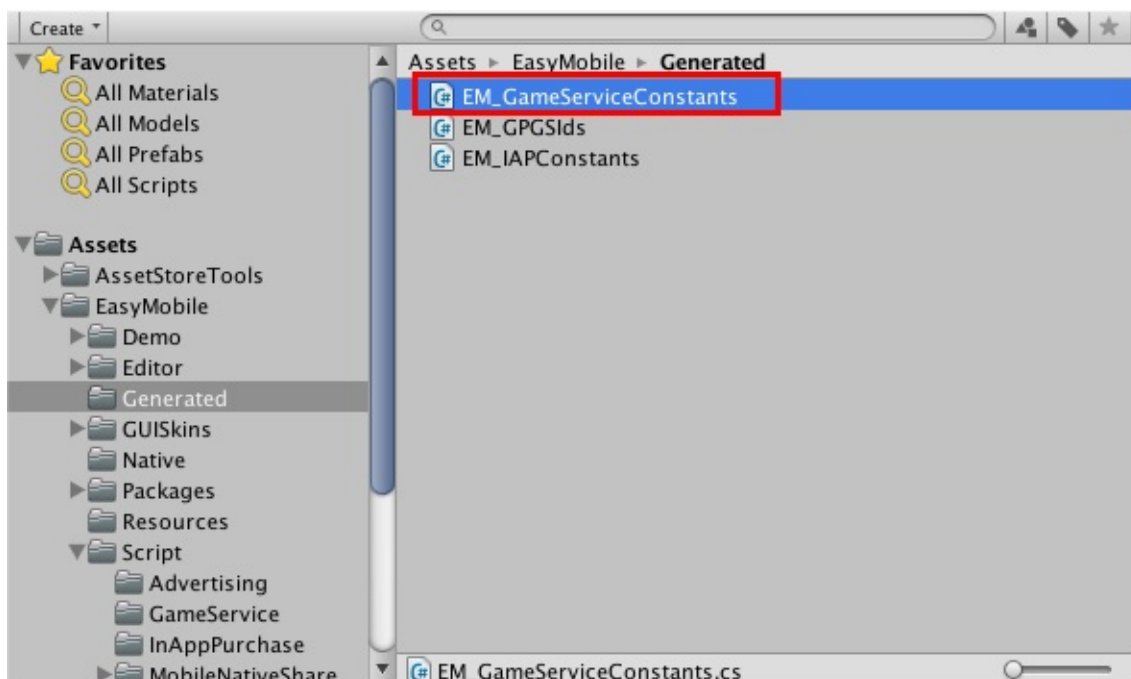 Create
Favorites
All Materials
All Models
All Prefabs
All Scripts
Assets
AssetStoreTools
EasyMobile
Demo
Editor
Generated
GUISkins
Native
Packages
Resources
Script
Advertising
GameService
InAppPurchase
MobileNativeShare
Assets ▸ EasyMobile ▸ Generated
EM_GameServiceConstants
EM_GPGSIds
EM_IAPConstants
EM_GameServiceConstants.cs